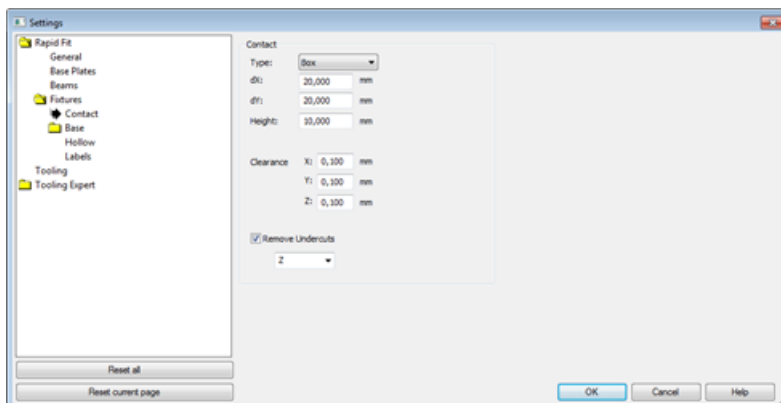 Settings
Rapid Fit
General
Base Plates
Beams
Fixtures
Contact
Base
Hollow
Labels
Tooling
Tooling Expert
Reset all
Reset current page
Contact
Type: Box
dX: 20,000 mm
dY: 20,000 mm
Height: 10,000 mm
Clearance X: 0,100 mm
Y: 0,100 mm
Z: 0,100 mm
Remove Undercuts
Z
OK Cancel Help